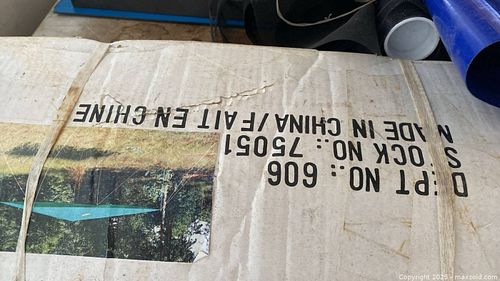 DEPT NO.: 606
STOCK NO.: 75051
MADE IN CHINA/FAIT EN CHINE
Copyright 2025 - maxsold.com